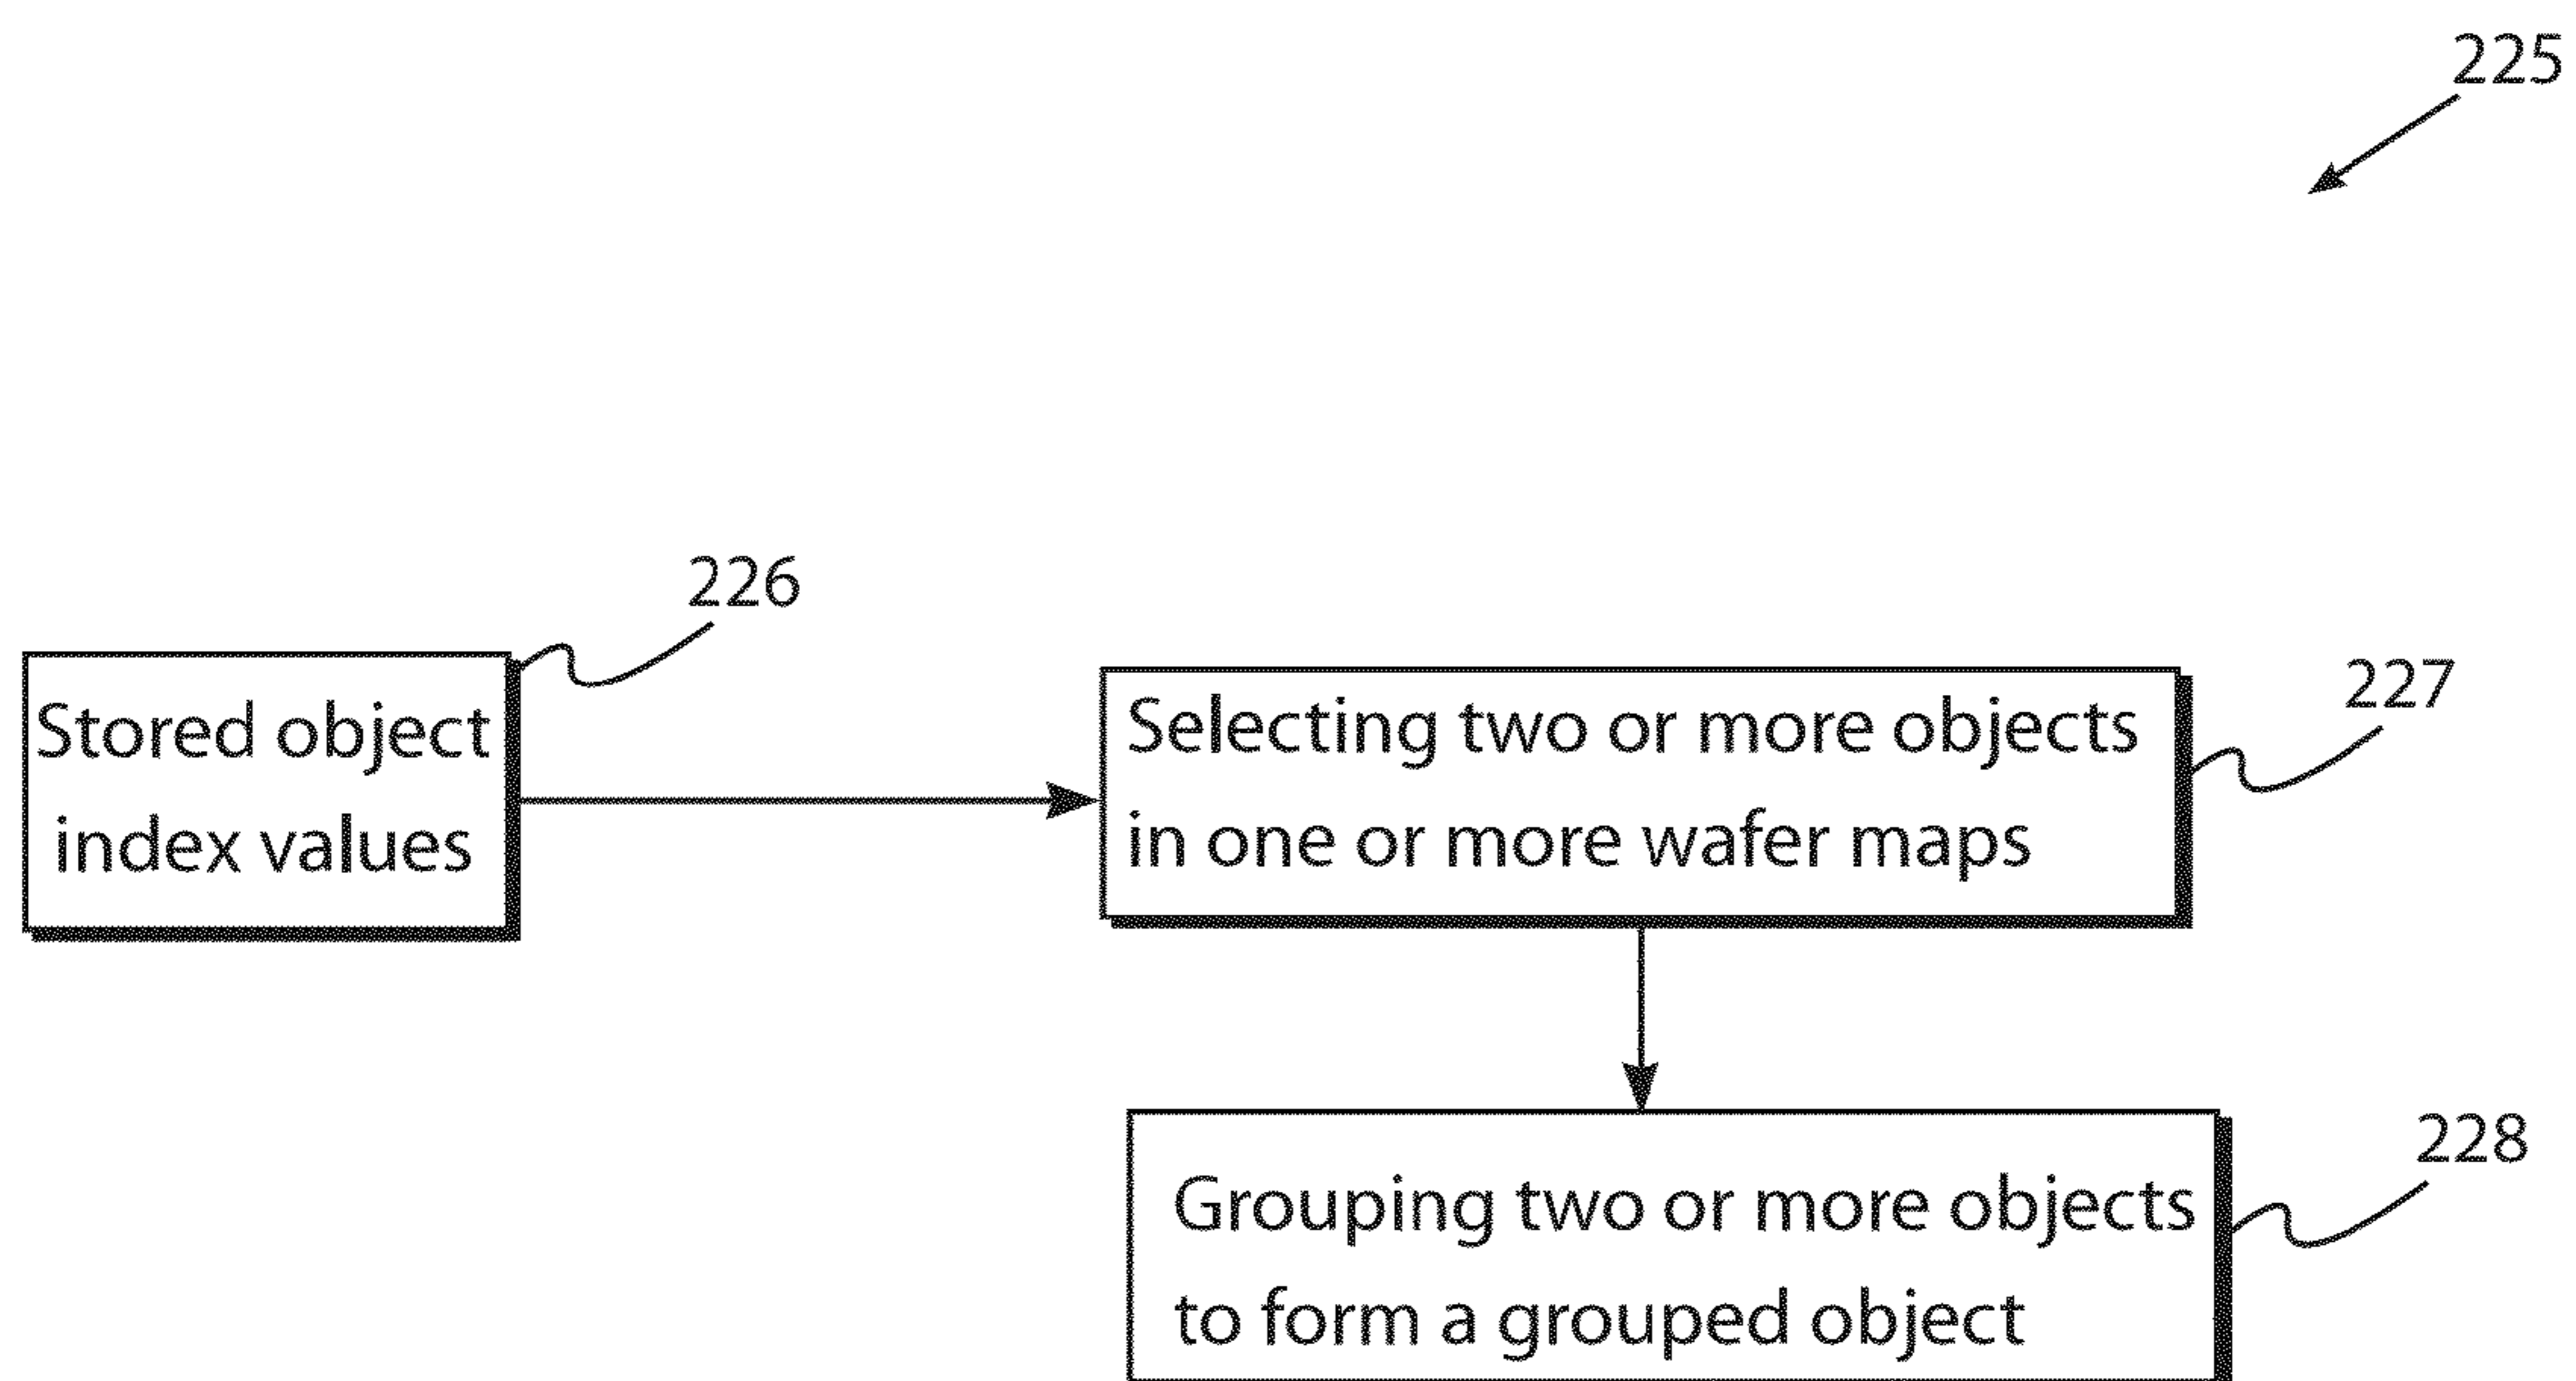 225
226
Stored object
index values
227
Selecting two or more objects
in one or more wafer maps
228
Grouping two or more objects
to form a grouped object